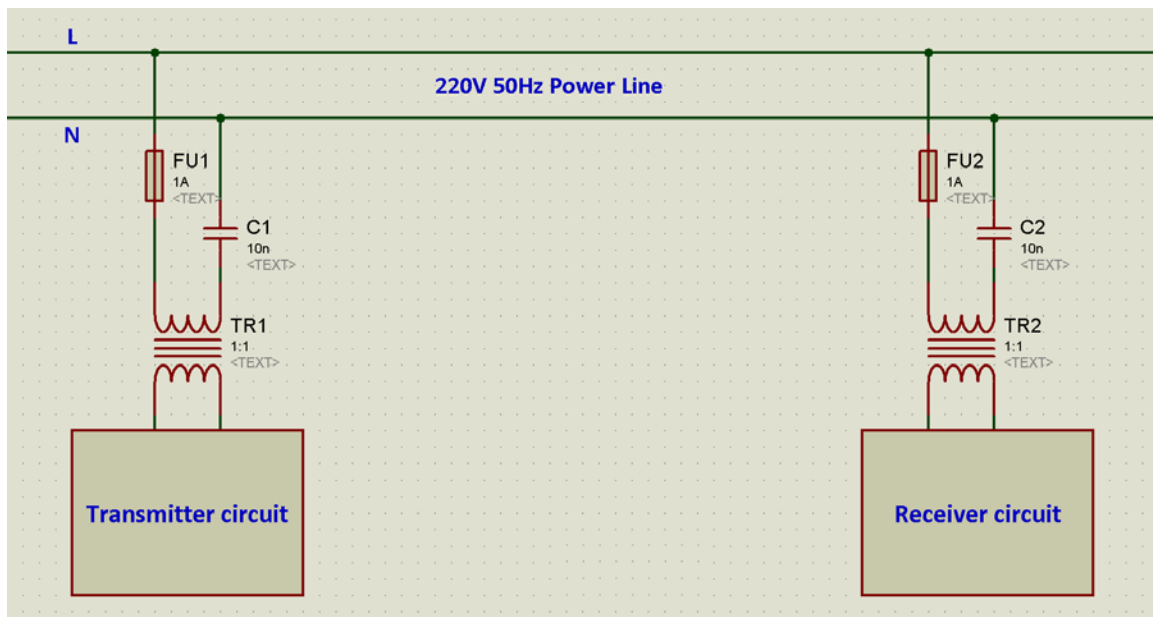 L
220V 50Hz Power Line
N
FU1
1A
<TEXT>
C1
10n
<TEXT>
TR1
1:1
<TEXT>
Transmitter circuit
FU2
1A
<TEXT>
C2
10n
<TEXT>
TR2
1:1
<TEXT>
Receiver circuit